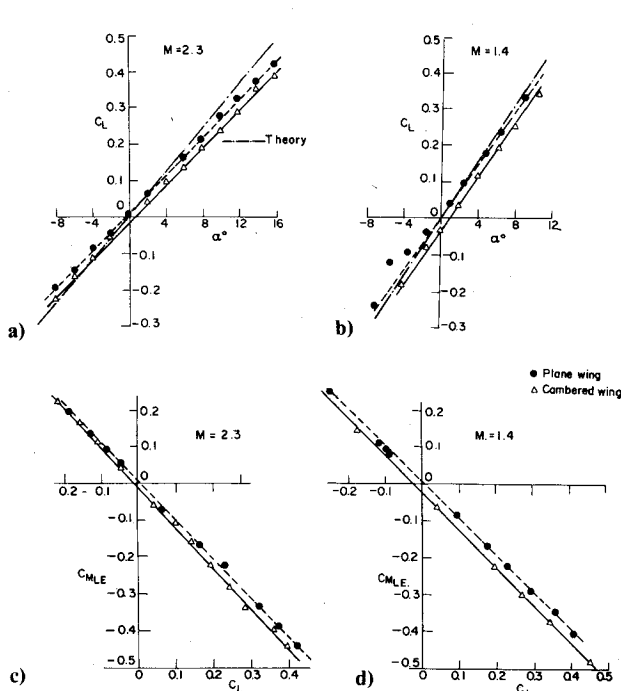 0.5
M = 2.3
0.4
0.3
C_L
0.2
Theory
0.1
0
-8 -4 4 8 12 16
α°
-0.1
-0.2
-0.3
a)
0.5
M = 1.4
0.4
0.3
C_L
0.2
0.1
0
-8 -4 4 8 12
α°
-0.1
-0.2
-0.3
b)
● Plane wing
△ Cambered wing
0.2
M = 2.3
0.1
0
0.2 - 0.1
-0.1
-0.2
C_MLE
-0.3
-0.4
-0.5
0 0.1 0.2 0.3 0.4
c)
0.2
M. = 1.4
0.1
0
-0.2 -0.1
-0.1
-0.2
C_MLE.
-0.3
-0.4
-0.5
0 0.1 0.2 0.3 0.4 0.5
d)